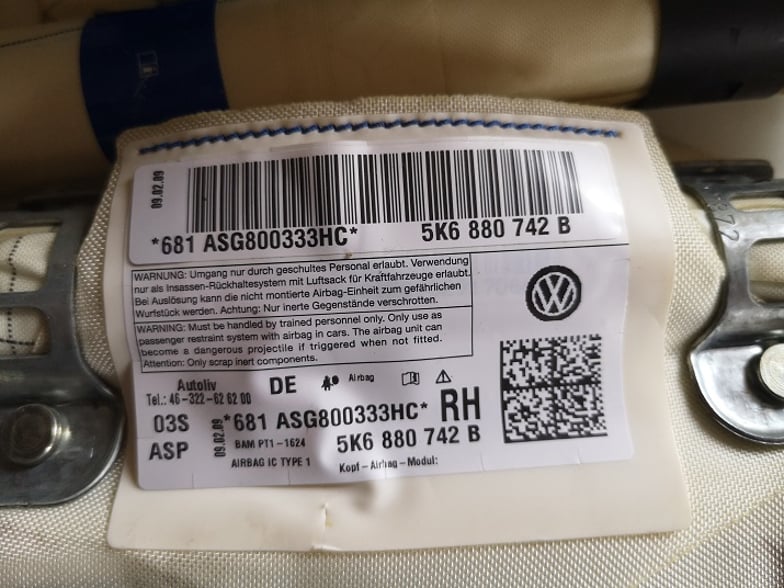 09.02.09
*681 ASG800333HC* 5K6 880 742 B
WARNUNG: Umgang nur durch geschultes Personal erlaubt. Verwendung
nur als Insassen-Rückhaltesystem mit Luftsack für Kraftfahrzeuge erlaubt.
Bei Auslösung kann die nicht montierte Airbag-Einheit zum gefährlichen
Wurfstück werden. Achtung: Nur inerte Gegenstände verschrotten.
WARNING: Must be handled by trained personnel only. Only use as
passenger restraint system with airbag in cars. The airbag unit can
become a dangerous projectile if triggered when not fitted.
Attention: Only scrap inert components.
Autoliv DE Airbag
Tel.: 46-322-62 62 00
03S *681 ASG800333HC* RH
ASP 09.02.09 BAM PT1-1624 5K6 880 742 B
AIRBAG IC TYPE 1 Kopf-Airbag-Modul: